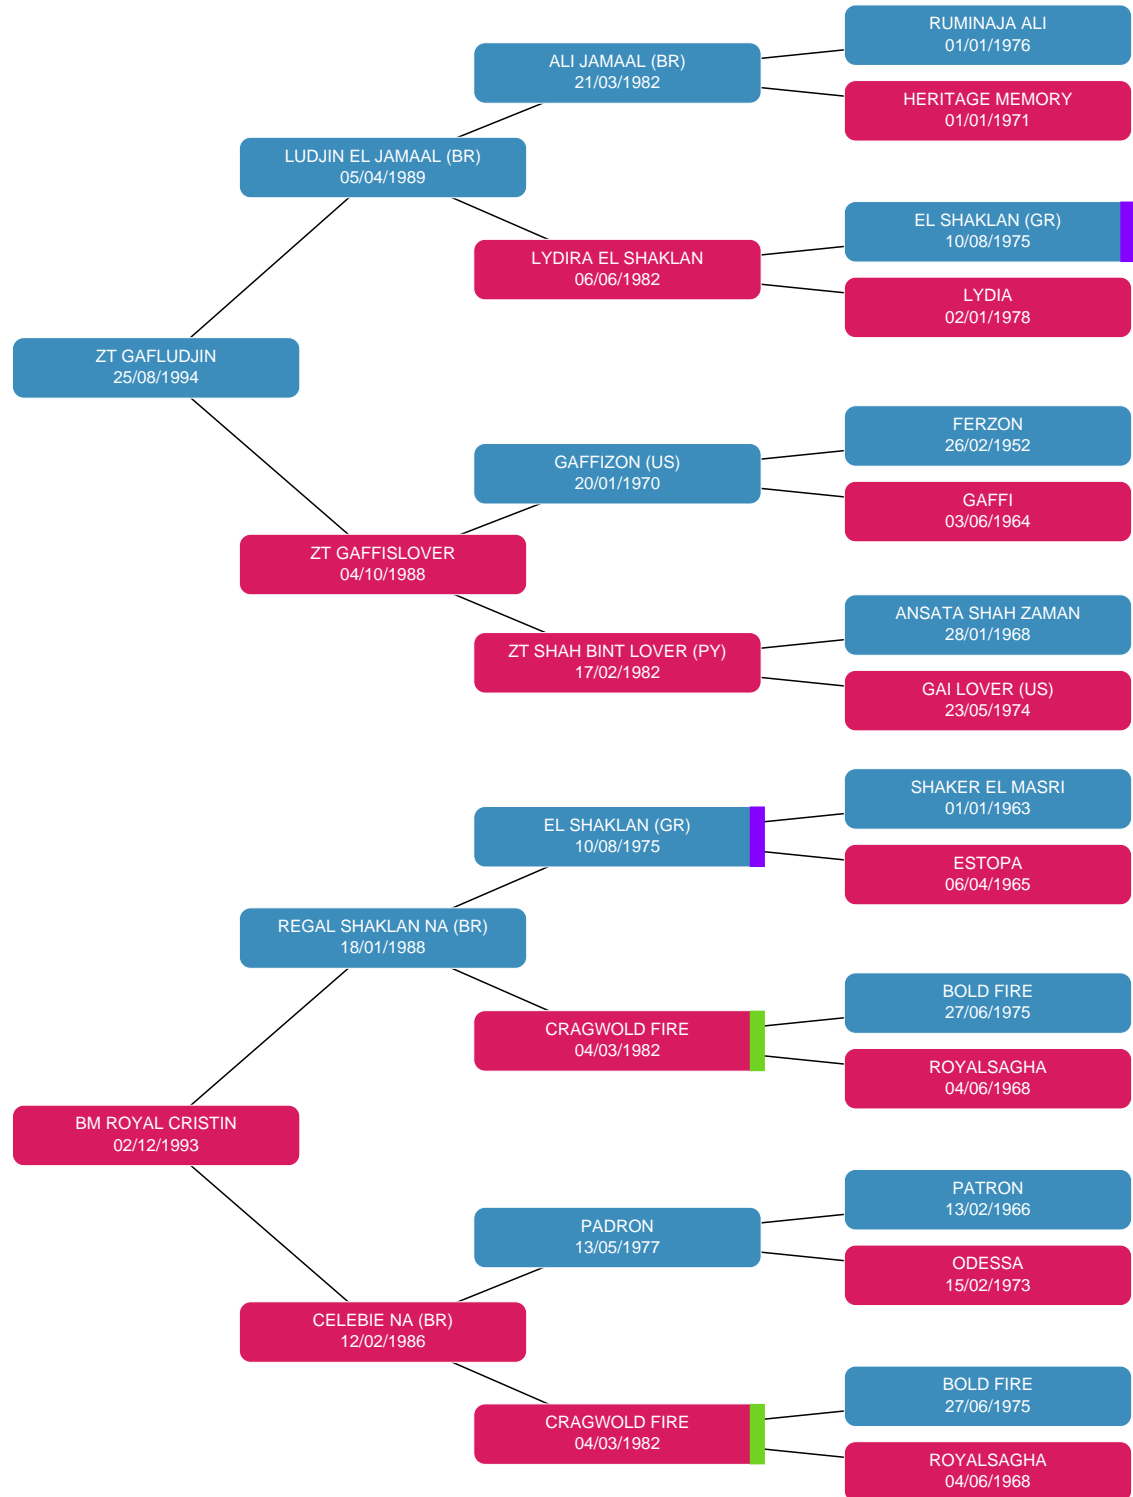 RUMINAJA ALI
01/01/1976
ALI JAMAAL (BR)
21/03/1982
HERITAGE MEMORY
01/01/1971
LUDJIN EL JAMAAL (BR)
05/04/1989
EL SHAKLAN (GR)
10/08/1975
LYDIRA EL SHAKLAN
06/06/1982
LYDIA
02/01/1978
ZT GAFLUDJIN
25/08/1994
FERZON
26/02/1952
GAFFIZON (US)
20/01/1970
GAFFI
03/06/1964
ZT GAFFISLOVER
04/10/1988
ANSATA SHAH ZAMAN
28/01/1968
ZT SHAH BINT LOVER (PY)
17/02/1982
GAI LOVER (US)
23/05/1974
SHAKER EL MASRI
01/01/1963
EL SHAKLAN (GR)
10/08/1975
ESTOPA
06/04/1965
REGAL SHAKLAN NA (BR)
18/01/1988
BOLD FIRE
27/06/1975
CRAGWOLD FIRE
04/03/1982
ROYALSAGHA
04/06/1968
BM ROYAL CRISTIN
02/12/1993
PATRON
13/02/1966
PADRON
13/05/1977
ODESSA
15/02/1973
CELEBIE NA (BR)
12/02/1986
BOLD FIRE
27/06/1975
CRAGWOLD FIRE
04/03/1982
ROYALSAGHA
04/06/1968